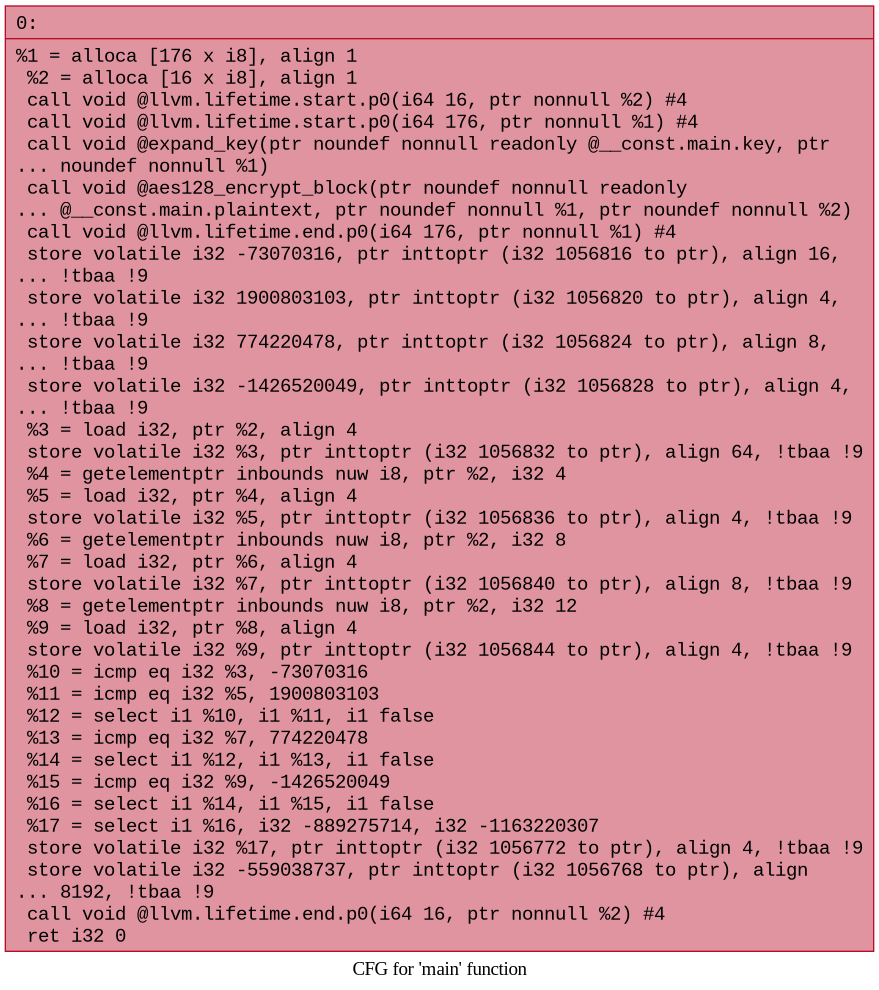 0:
%1 = alloca [176 x i8], align 1
%2 = alloca [16 x i8], align 1
call void @llvm.lifetime.start.p0(i64 16, ptr nonnull %2) #4
call void @llvm.lifetime.start.p0(i64 176, ptr nonnull %1) #4
call void @expand_key(ptr noundef nonnull readonly @__const.main.key, ptr
... noundef nonnull %1)
call void @aes128_encrypt_block(ptr noundef nonnull readonly
... @__const.main.plaintext, ptr noundef nonnull %1, ptr noundef nonnull %2)
call void @llvm.lifetime.end.p0(i64 176, ptr nonnull %1) #4
store volatile i32 -73070316, ptr inttoptr (i32 1056816 to ptr), align 16,
... !tbaa !9
store volatile i32 1900803103, ptr inttoptr (i32 1056820 to ptr), align 4,
... !tbaa !9
store volatile i32 774220478, ptr inttoptr (i32 1056824 to ptr), align 8,
... !tbaa !9
store volatile i32 -1426520049, ptr inttoptr (i32 1056828 to ptr), align 4,
... !tbaa !9
%3 = load i32, ptr %2, align 4
store volatile i32 %3, ptr inttoptr (i32 1056832 to ptr), align 64, !tbaa !9
%4 = getelementptr inbounds nuw i8, ptr %2, i32 4
%5 = load i32, ptr %4, align 4
store volatile i32 %5, ptr inttoptr (i32 1056836 to ptr), align 4, !tbaa !9
%6 = getelementptr inbounds nuw i8, ptr %2, i32 8
%7 = load i32, ptr %6, align 4
store volatile i32 %7, ptr inttoptr (i32 1056840 to ptr), align 8, !tbaa !9
%8 = getelementptr inbounds nuw i8, ptr %2, i32 12
%9 = load i32, ptr %8, align 4
store volatile i32 %9, ptr inttoptr (i32 1056844 to ptr), align 4, !tbaa !9
%10 = icmp eq i32 %3, -73070316
%11 = icmp eq i32 %5, 1900803103
%12 = select i1 %10, i1 %11, i1 false
%13 = icmp eq i32 %7, 774220478
%14 = select i1 %12, i1 %13, i1 false
%15 = icmp eq i32 %9, -1426520049
%16 = select i1 %14, i1 %15, i1 false
%17 = select i1 %16, i32 -889275714, i32 -1163220307
store volatile i32 %17, ptr inttoptr (i32 1056772 to ptr), align 4, !tbaa !9
store volatile i32 -559038737, ptr inttoptr (i32 1056768 to ptr), align
... 8192, !tbaa !9
call void @llvm.lifetime.end.p0(i64 16, ptr nonnull %2) #4
ret i32 0
CFG for 'main' function